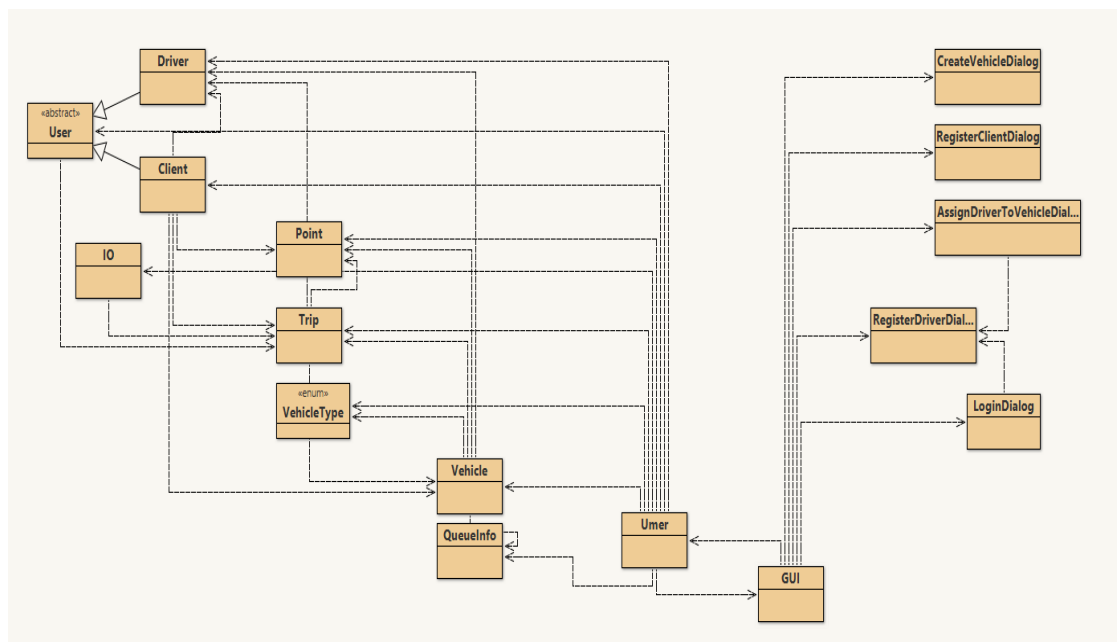 Driver
CreateVehicleDialog
«abstract»
User
RegisterClientDialog
Client
AssignDriverToVehicleDial...
Point
IO
Trip
RegisterDriverDial...
«enum»
VehicleType
LoginDialog
Vehicle
QueueInfo
Umer
GUI